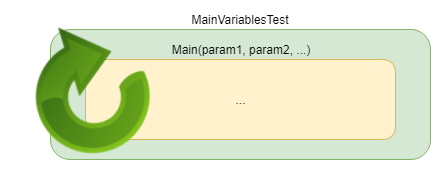 MainVariablesTest
Main(param1, param2, ...)
...